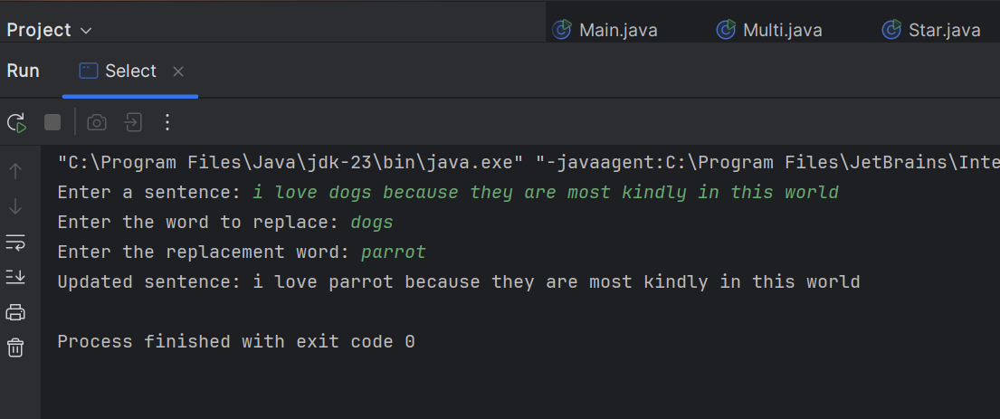 Project
Main.java Multi.java Star.java
Run Select
"C:\Program Files\Java\jdk-23\bin\java.exe" "-javaagent:C:\Program Files\JetBrains\Inte
Enter a sentence: i love dogs because they are most kindly in this world
Enter the word to replace: dogs
Enter the replacement word: parrot
Updated sentence: i love parrot because they are most kindly in this world
Process finished with exit code 0